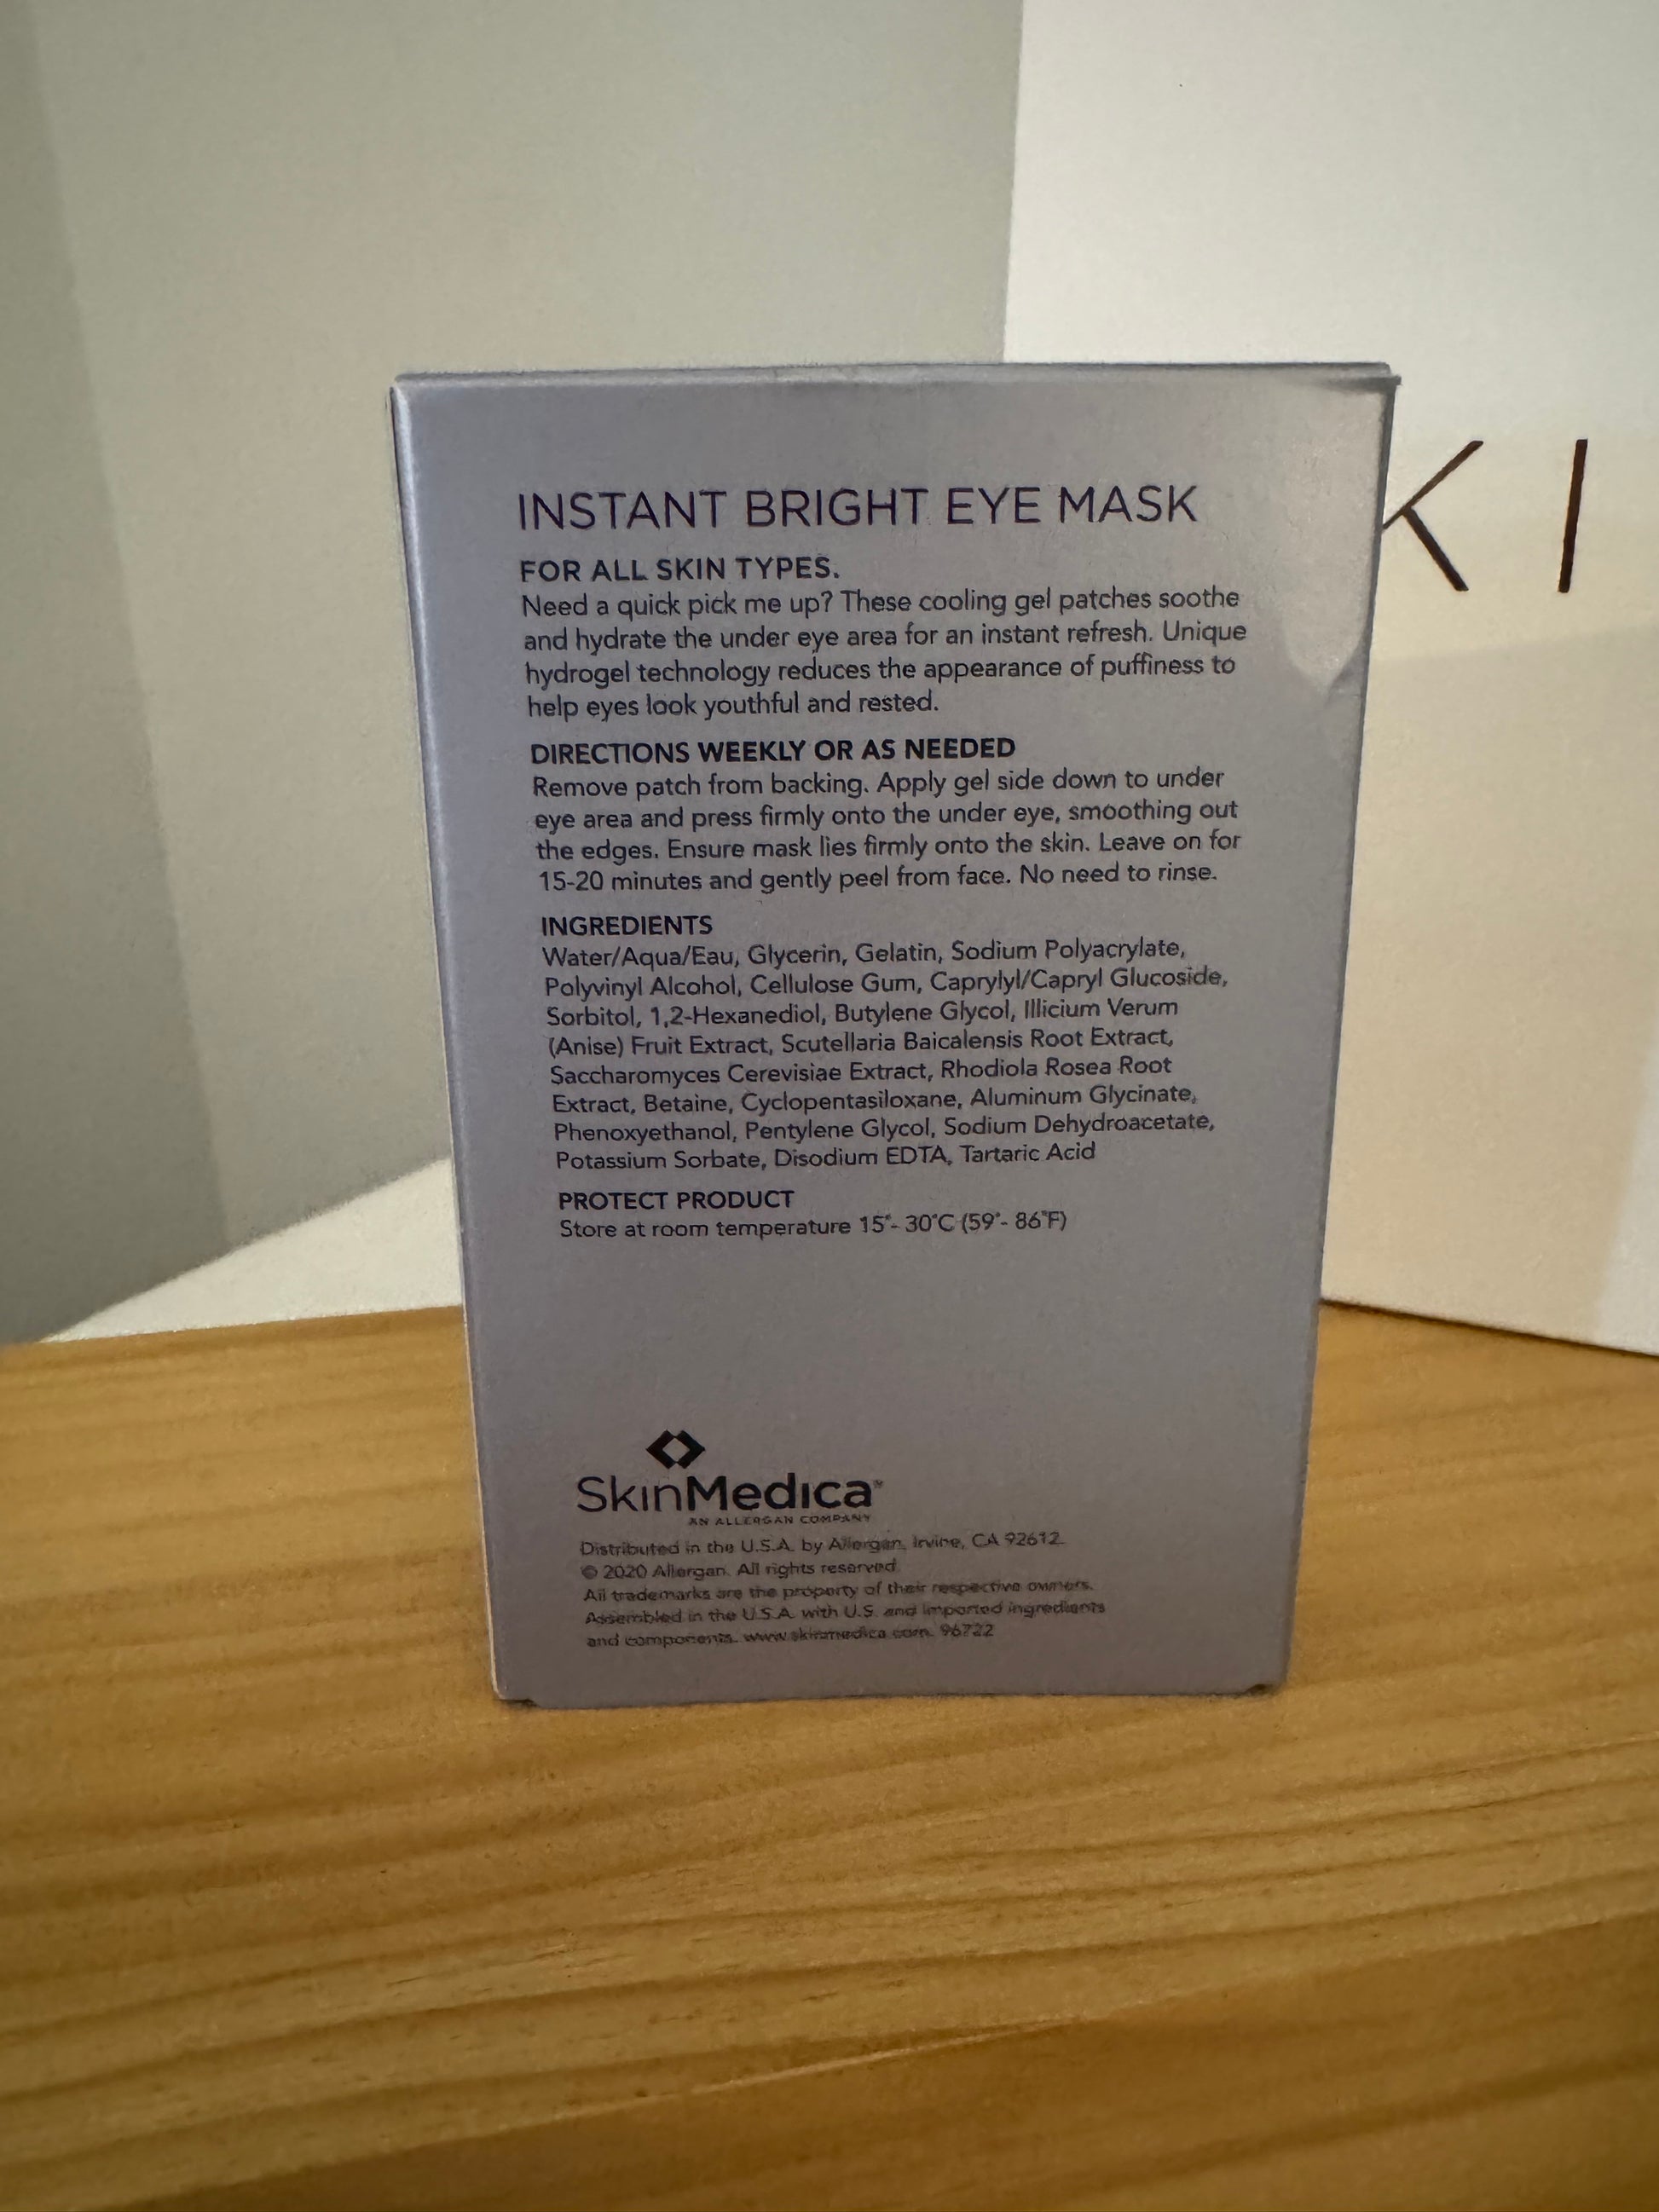 INSTANT BRIGHT EYE MASK
FOR ALL SKIN TYPES.
Need a quick pick me up? These cooling gel patches soothe
and hydrate the under eye area for an instant refresh. Unique
hydrogel technology reduces the appearance of puffiness to
help eyes look youthful and rested.
DIRECTIONS WEEKLY OR AS NEEDED
Remove patch from backing. Apply gel side down to under
eye area and press firmly onto the under eye, smoothing out
the edges. Ensure mask lies firmly onto the skin. Leave on for
15-20 minutes and gently peel from face. No need to rinse.
INGREDIENTS
Water/Aqua/Eau, Glycerin, Gelatin, Sodium Polyacrylate,
Polyvinyl Alcohol, Cellulose Gum, Caprylyl/Capryl Glucoside,
Sorbitol, 1,2-Hexanediol, Butylene Glycol, Illicium Verum
(Anise) Fruit Extract, Scutellaria Baicalensis Root Extract,
Saccharomyces Cerevisiae Extract, Rhodiola Rosea Root
Extract, Betaine, Cyclopentasiloxane, Aluminum Glycinate,
Phenoxyethanol, Pentylene Glycol, Sodium Dehydroacetate,
Potassium Sorbate, Disodium EDTA, Tartaric Acid
PROTECT PRODUCT
Store at room temperature 15°- 30°C (59°- 86°F)
SkinMedica™
AN ALLERGAN COMPANY
Distributed in the U.S.A. by Allergan, Irvine, CA 92612.
© 2020 Allergan. All rights reserved.
All trademarks are the property of their respective owners.
Assembled in the U.S.A. with U.S. and imported ingredients
and components. www.skinmedica.com. 96722
KI